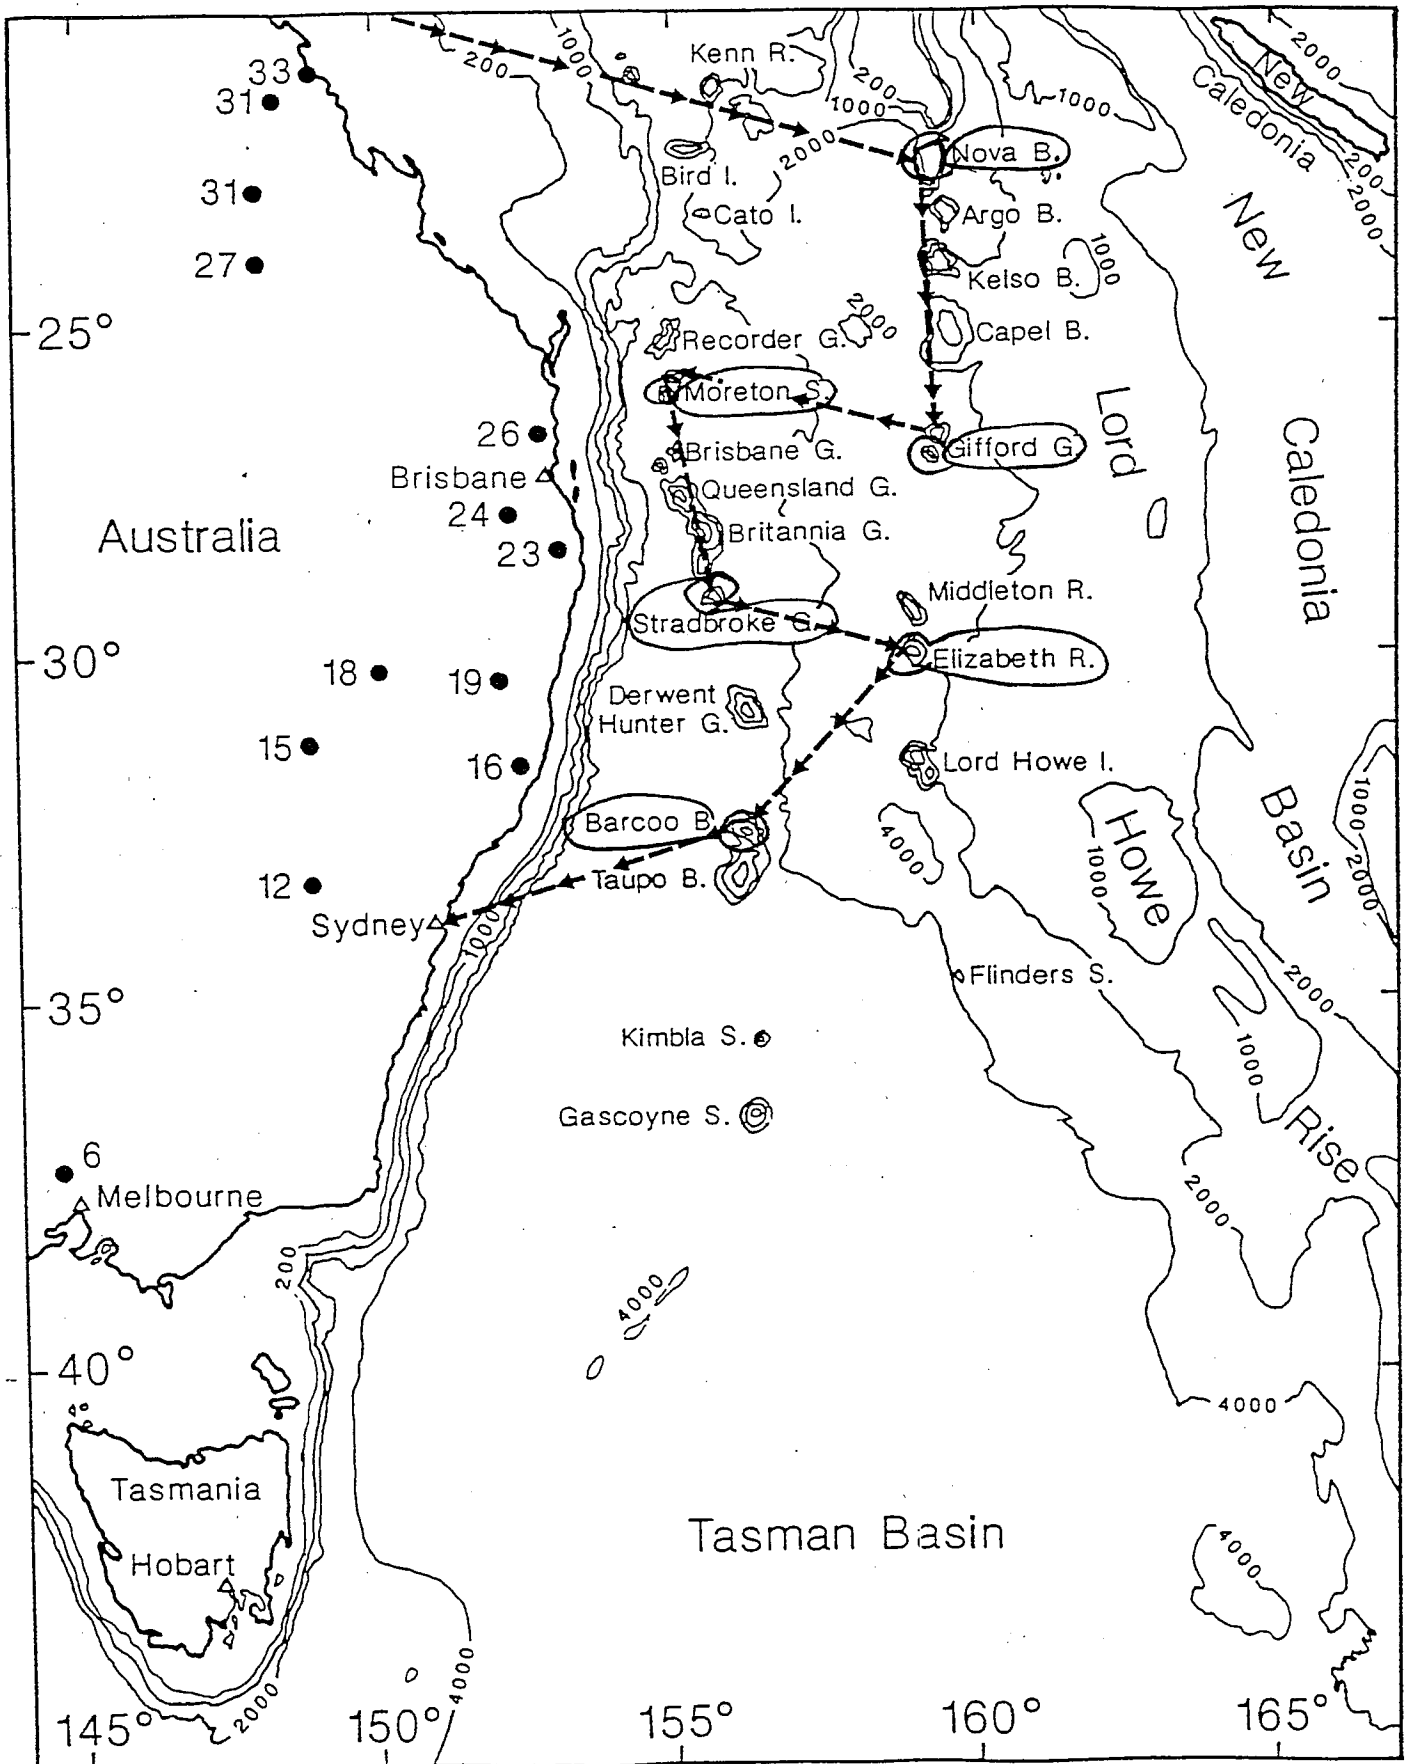 Kenn R.
200
1000
2000
33
31
200
1000
1000
New
Caledonia
200
2000
2000
Nova B.
Bird I.
Cato I.
Argo B.
31
27
Kelso B.
1000
New
25°
Recorder G.
2000
Capel B.
Moreton S.
Lord
26
Brisbane G.
Gifford G.
Caledonia
Brisbane
Queensland G.
24
Australia
Britannia G.
23
Middleton R.
Stradbroke G.
30°
Elizabeth R.
18
19
Derwent
Hunter G.
15
16
Lord Howe I.
1000
2000
Basin
Barcoo B.
4000
Howe
1000
12
Taupo B.
Sydney
1000
Flinders S.
2000
35°
Kimbla S.
1000
Gascoyne S.
Rise
6
Melbourne
2000
200
4000
40°
4000
Tasmania
Tasman Basin
Hobart
4000
2000
4000
145°
150°
155°
160°
165°